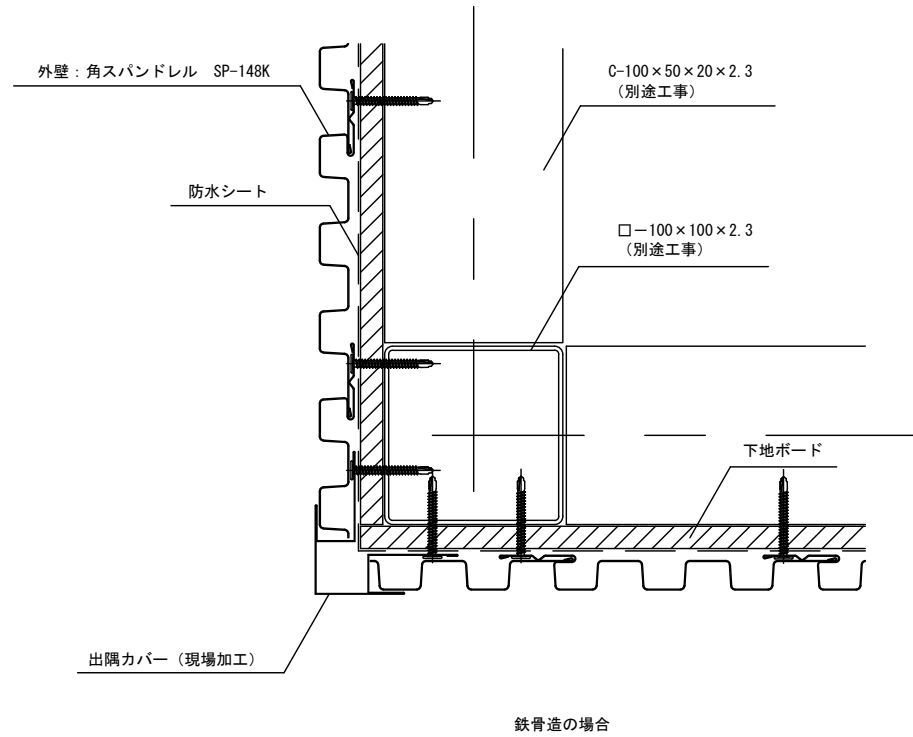 外壁：角スパンドレル SP-148K
C-100×50×20×2.3
（別途工事）
防水シート
□－100×100×2.3
（別途工事）
下地ボード
出隅カバー（現場加工）
鉄骨造の場合